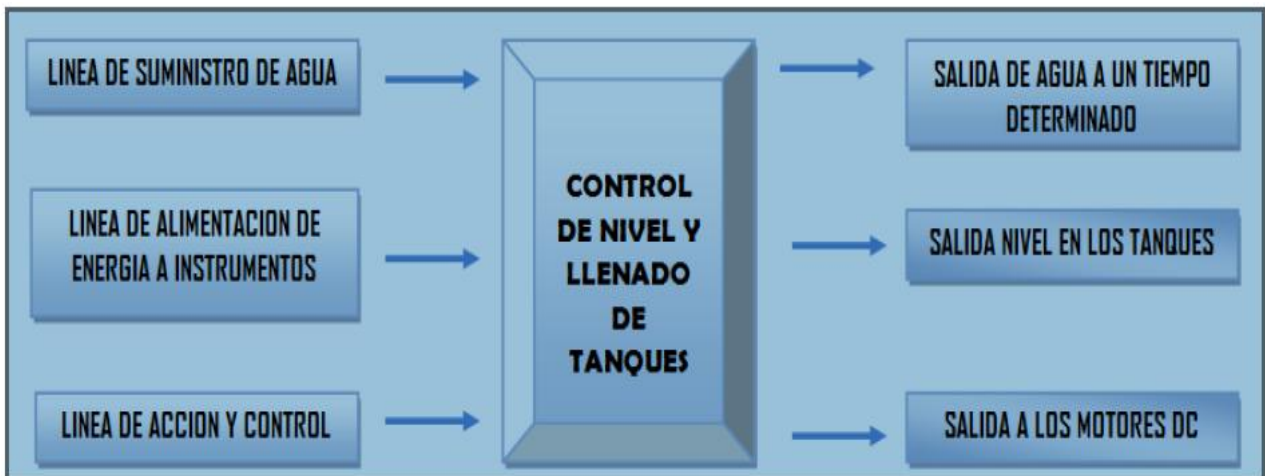 LINEA DE SUMINISTRO DE AGUA
LINEA DE ALIMENTACION DE
ENERGIA A INSTRUMENTOS
LINEA DE ACCION Y CONTROL
CONTROL
DE NIVEL Y
LLENADO
DE
TANQUES
SALIDA DE AGUA A UN TIEMPO
DETERMINADO
SALIDA NIVEL EN LOS TANQUES
SALIDA A LOS MOTORES DC